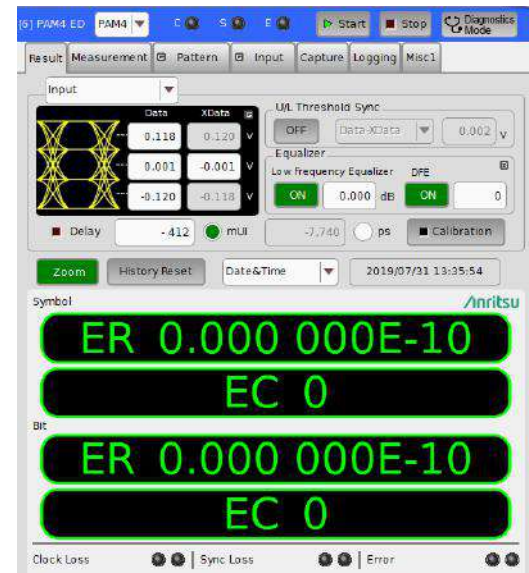 [6] PAM4 ED PAM4 C S E Start Stop Diagnostics Mode
Result Measurement Pattern Input Capture Logging Misc1
Input
Data XData
0.118 0.120 V
0.001 -0.001 V
-0.120 -0.118 V
U/L Threshold Sync
OFF Data-XData 0.002 V
Equalizer
Low Frequency Equalizer DFE
ON 0.000 dB ON 0
Delay -412 mUI -7.740 ps Calibration
Zoom History Reset Date&Time 2019/07/31 13:35:54
Symbol /inritsu
ER 0.000 000E-10
EC 0
Bit
ER 0.000 000E-10
EC 0
Clock Loss Sync Loss Error